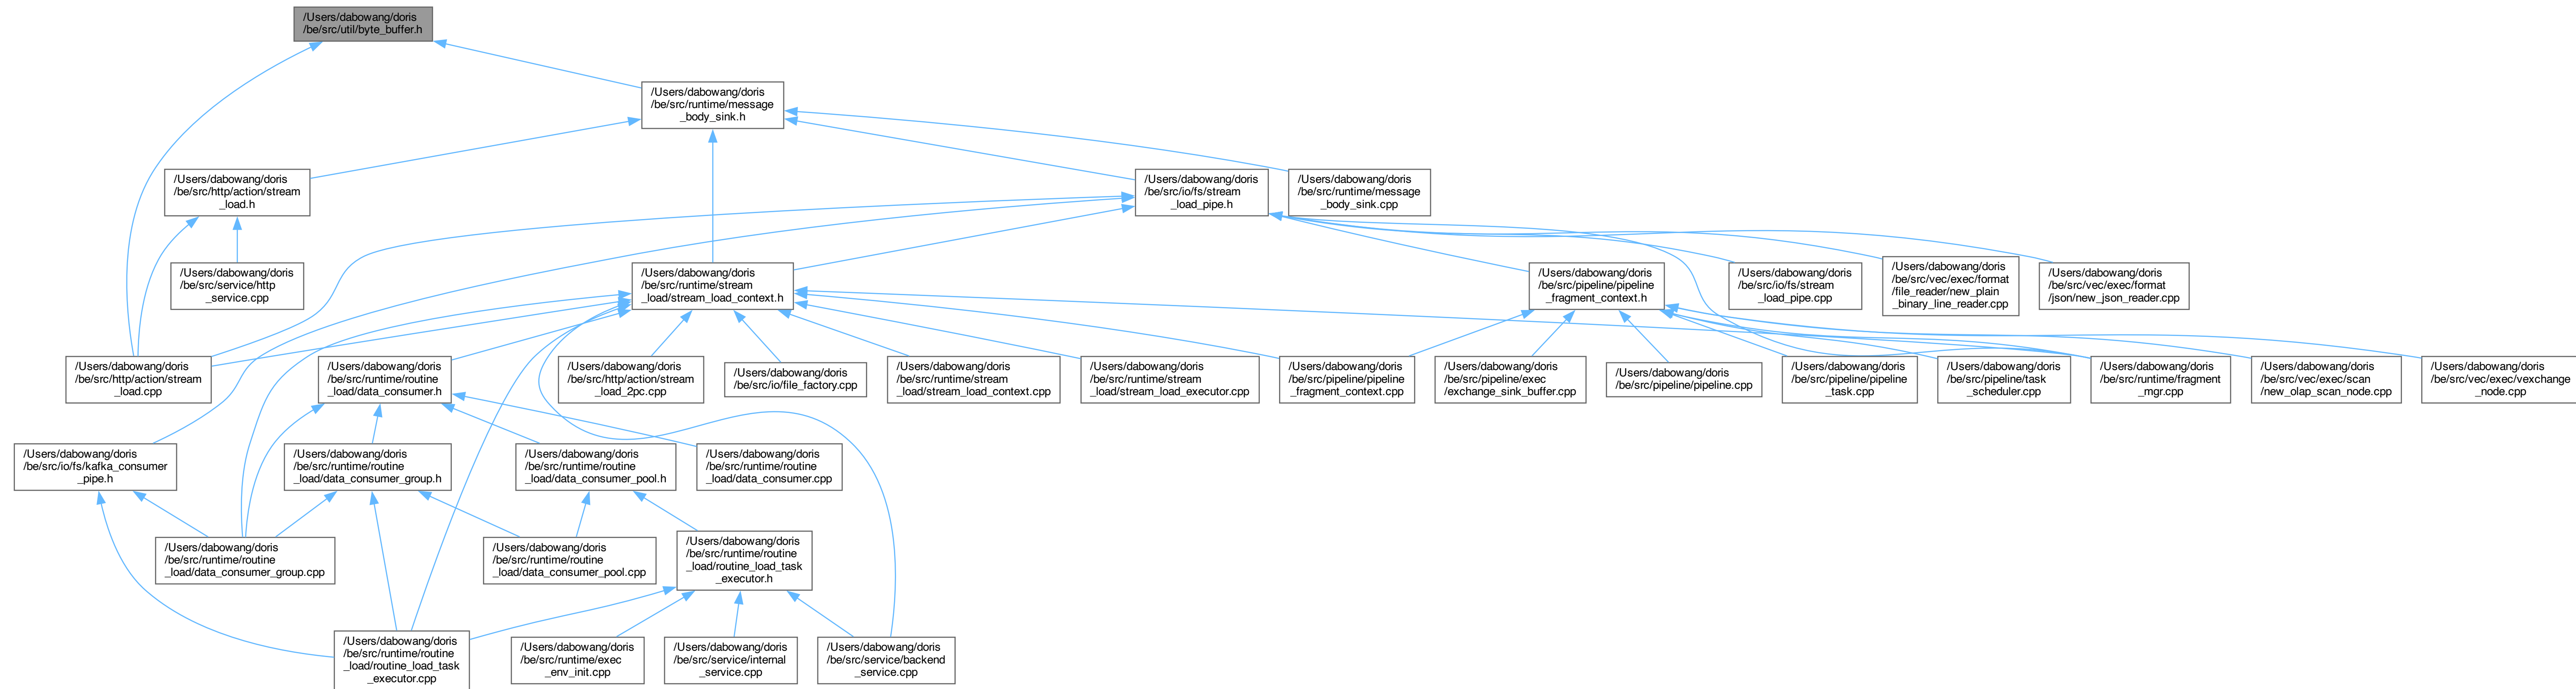 /Users/dabowang/doris
/be/src/util/byte_buffer.h
/Users/dabowang/doris
/be/src/runtime/message
_body_sink.h
/Users/dabowang/doris
/be/src/http/action/stream
_load.h
/Users/dabowang/doris
/be/src/io/fs/stream
_load_pipe.h
/Users/dabowang/doris
/be/src/runtime/message
_body_sink.cpp
/Users/dabowang/doris
/be/src/service/http
_service.cpp
/Users/dabowang/doris
/be/src/runtime/stream
_load/stream_load_context.h
/Users/dabowang/doris
/be/src/pipeline/pipeline
_fragment_context.h
/Users/dabowang/doris
/be/src/io/fs/stream
_load_pipe.cpp
/Users/dabowang/doris
/be/src/vec/exec/format
/file_reader/new_plain
_binary_line_reader.cpp
/Users/dabowang/doris
/be/src/vec/exec/format
/json/new_json_reader.cpp
/Users/dabowang/doris
/be/src/http/action/stream
_load.cpp
/Users/dabowang/doris
/be/src/runtime/routine
_load/data_consumer.h
/Users/dabowang/doris
/be/src/http/action/stream
_load_2pc.cpp
/Users/dabowang/doris
/be/src/io/file_factory.cpp
/Users/dabowang/doris
/be/src/runtime/stream
_load/stream_load_context.cpp
/Users/dabowang/doris
/be/src/runtime/stream
_load/stream_load_executor.cpp
/Users/dabowang/doris
/be/src/pipeline/pipeline
_fragment_context.cpp
/Users/dabowang/doris
/be/src/pipeline/exec
/exchange_sink_buffer.cpp
/Users/dabowang/doris
/be/src/pipeline/pipeline.cpp
/Users/dabowang/doris
/be/src/pipeline/pipeline
_task.cpp
/Users/dabowang/doris
/be/src/pipeline/task
_scheduler.cpp
/Users/dabowang/doris
/be/src/runtime/fragment
_mgr.cpp
/Users/dabowang/doris
/be/src/vec/exec/scan
/new_olap_scan_node.cpp
/Users/dabowang/doris
/be/src/vec/exec/vexchange
_node.cpp
/Users/dabowang/doris
/be/src/io/fs/kafka_consumer
_pipe.h
/Users/dabowang/doris
/be/src/runtime/routine
_load/data_consumer_group.h
/Users/dabowang/doris
/be/src/runtime/routine
_load/data_consumer_pool.h
/Users/dabowang/doris
/be/src/runtime/routine
_load/data_consumer.cpp
/Users/dabowang/doris
/be/src/runtime/routine
_load/data_consumer_group.cpp
/Users/dabowang/doris
/be/src/runtime/routine
_load/data_consumer_pool.cpp
/Users/dabowang/doris
/be/src/runtime/routine
_load/routine_load_task
_executor.h
/Users/dabowang/doris
/be/src/runtime/routine
_load/routine_load_task
_executor.cpp
/Users/dabowang/doris
/be/src/runtime/exec
_env_init.cpp
/Users/dabowang/doris
/be/src/service/internal
_service.cpp
/Users/dabowang/doris
/be/src/service/backend
_service.cpp